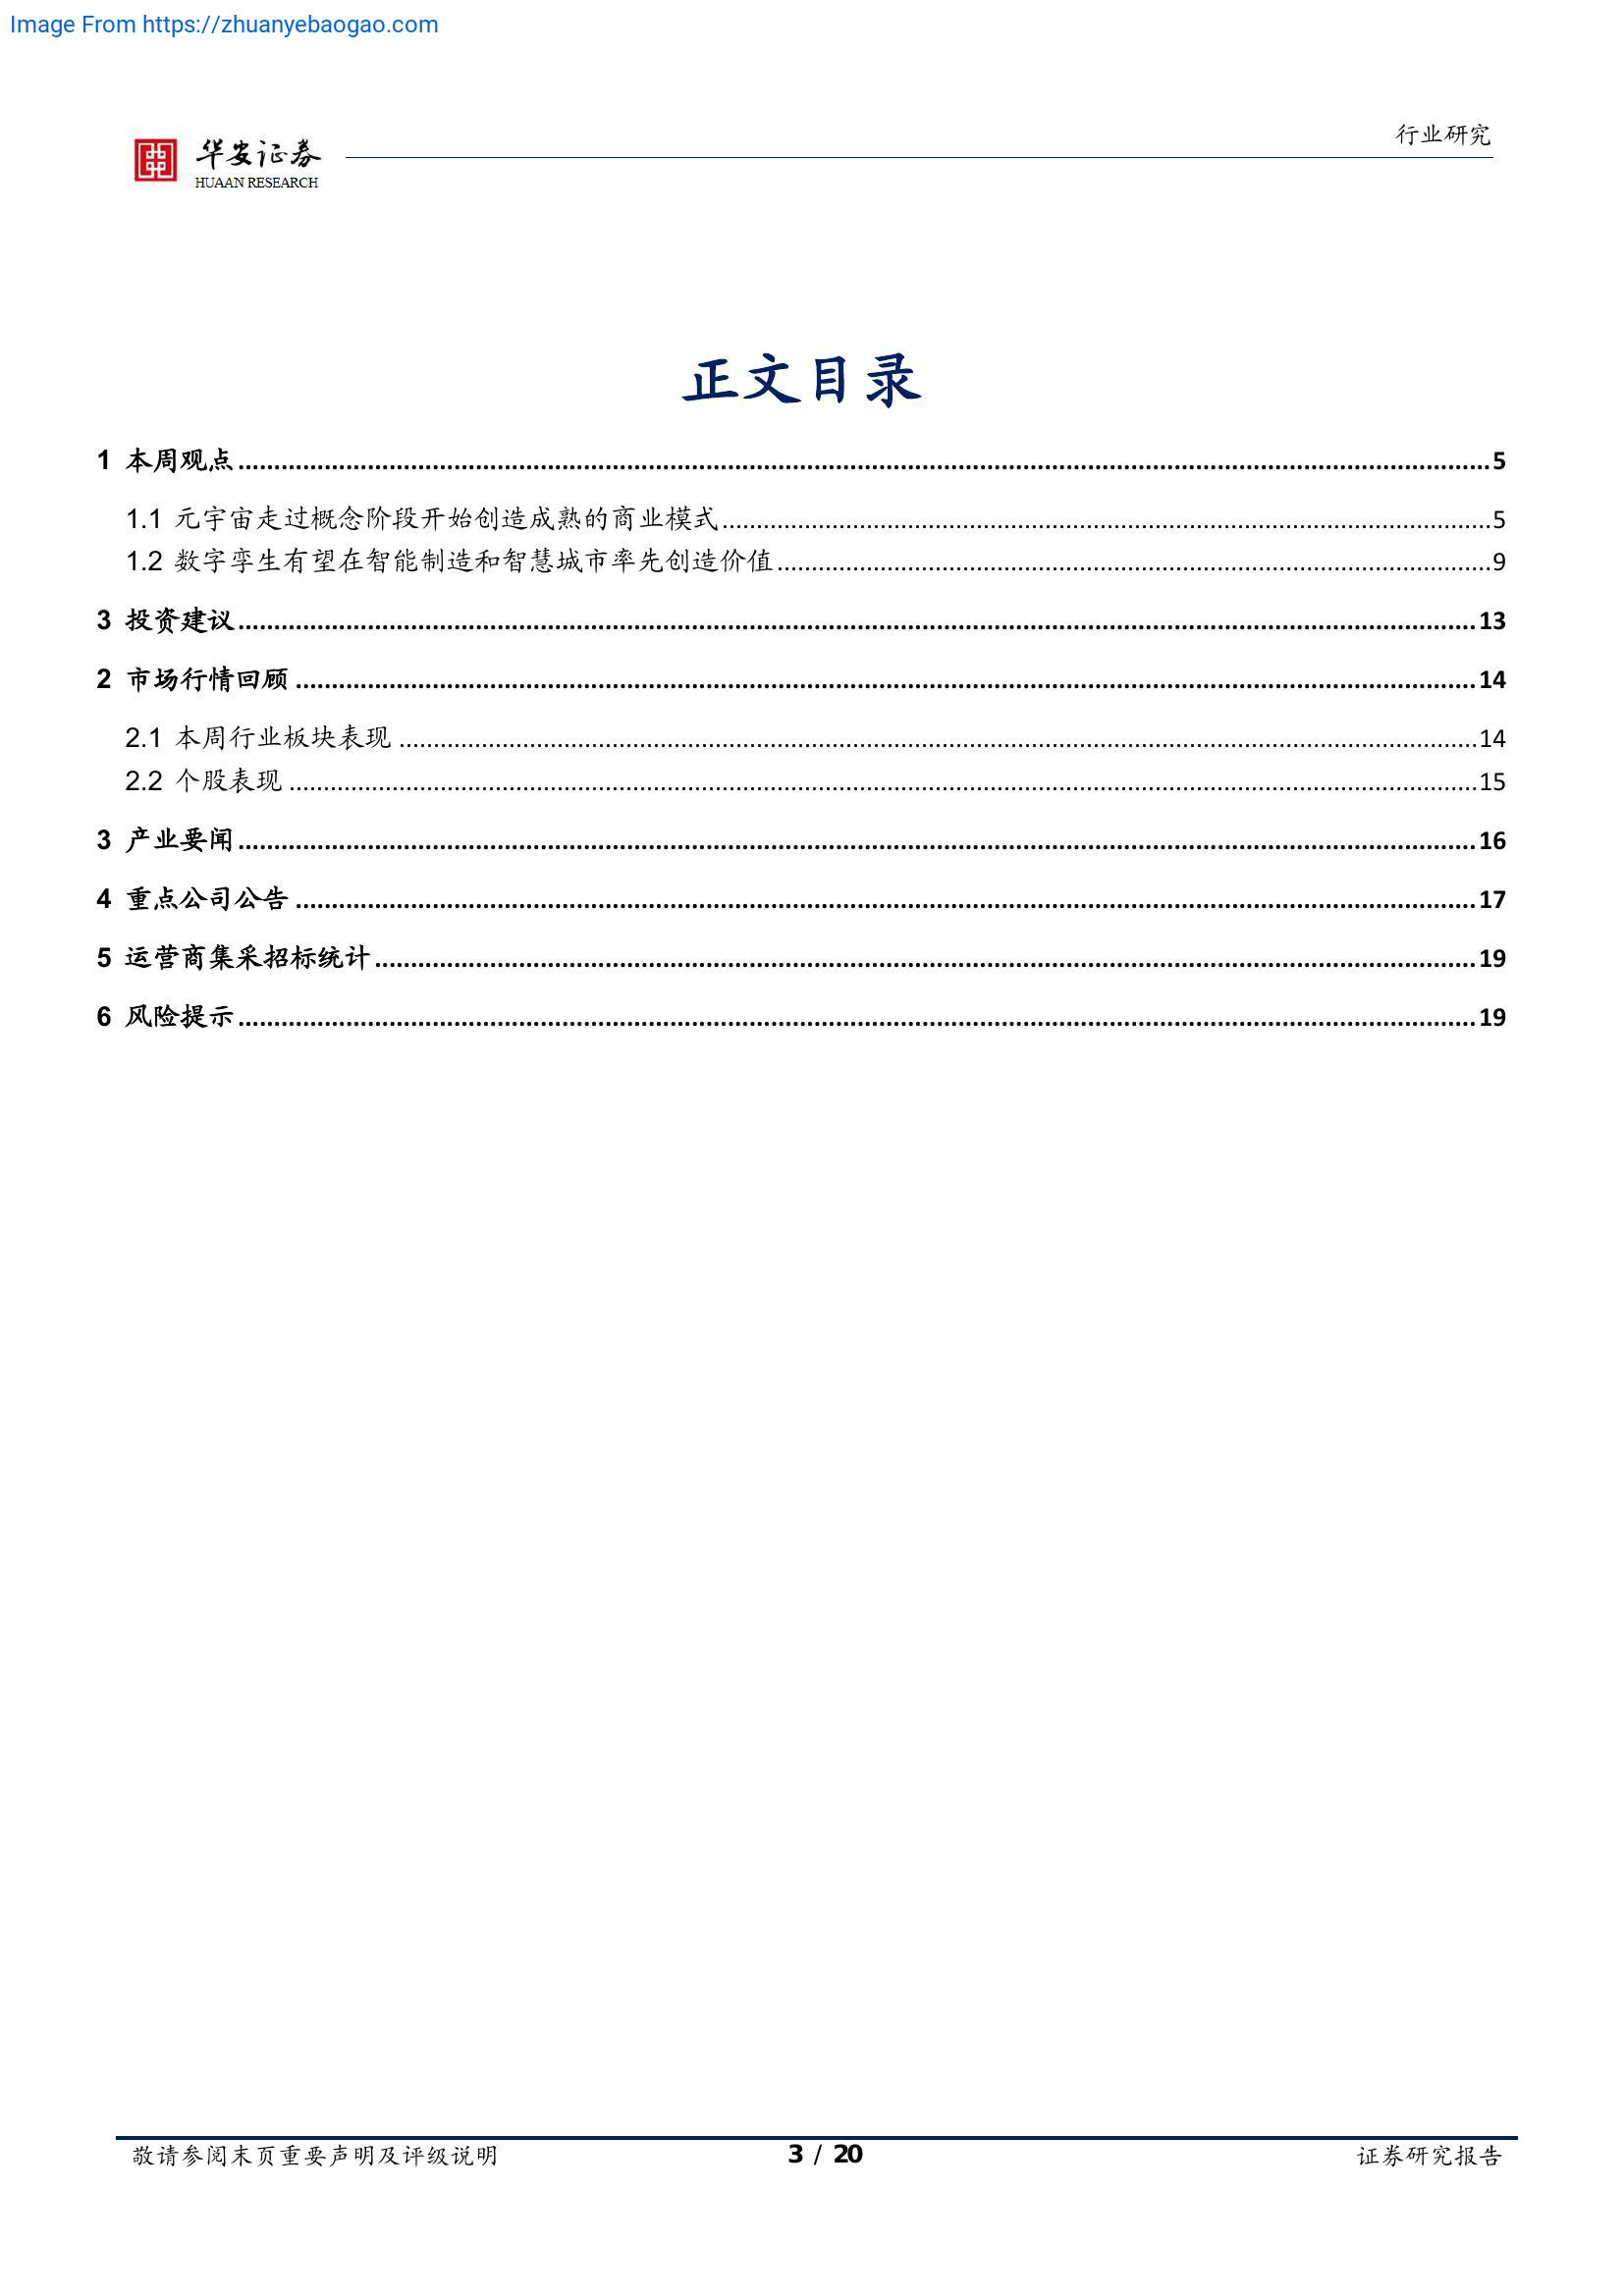 Image From https://zhuanyebaogao.com
行业研究
华安证券
HUAAN RESEARCH
正文目录
1 本周观点 5
1.1 元宇宙走过概念阶段开始创造成熟的商业模式 5
1.2 数字孪生有望在智能制造和智慧城市率先创造价值 9
3 投资建议 13
2 市场行情回顾 14
2.1 本周行业板块表现 14
2.2 个股表现 15
3 产业要闻 16
4 重点公司公告 17
5 运营商集采招标统计 19
6 风险提示 19
敬请参阅末页重要声明及评级说明 3 / 20 证券研究报告